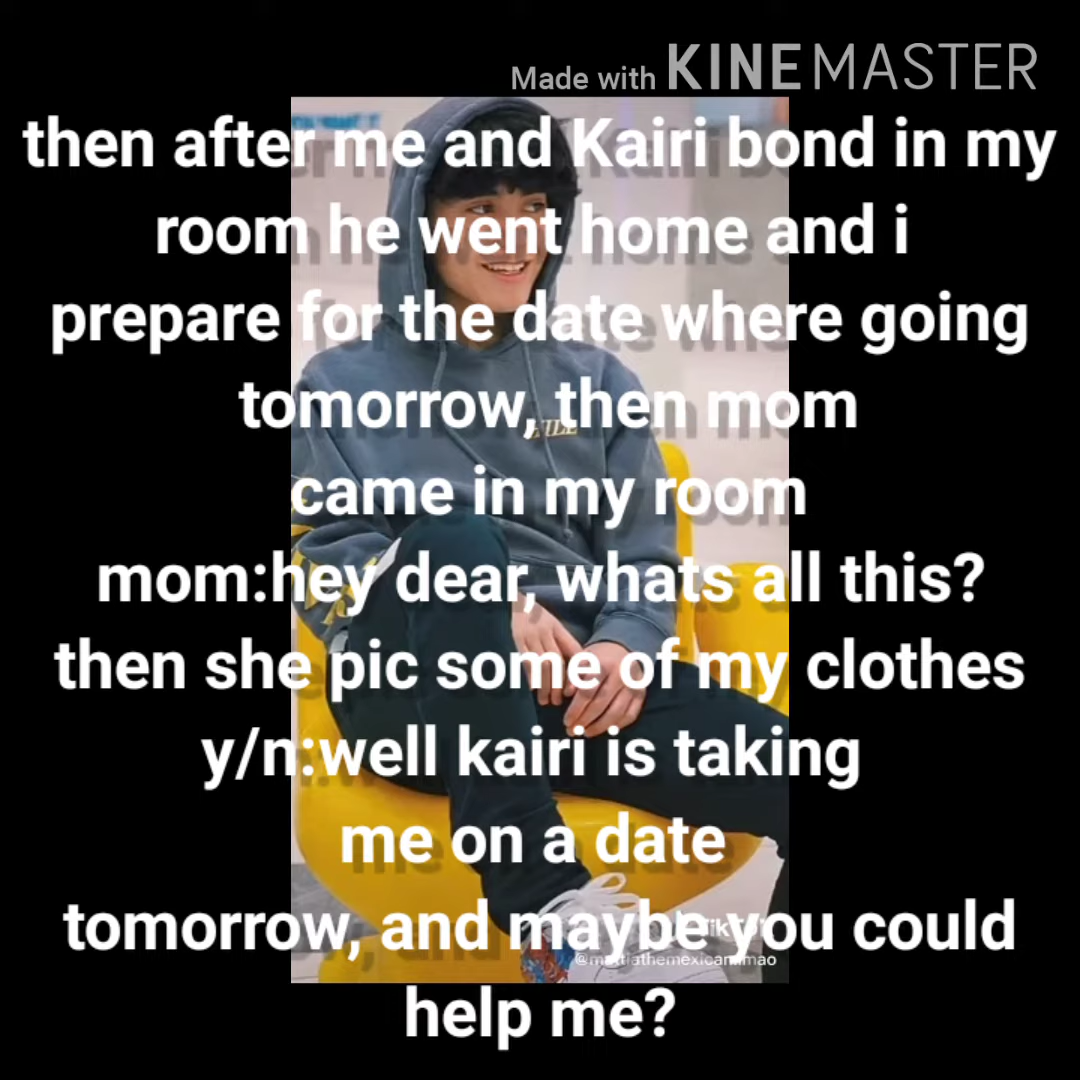 Made with KINEMASTER
then after me and Kairi bond in my
room he went home and i
prepare for the date where going
tomorrow, then mom
came in my room
mom:hey dear, whats all this?
then she pic some of my clothes
y/n:well kairi is taking
me on a date
tomorrow, and maybe you could
help me?